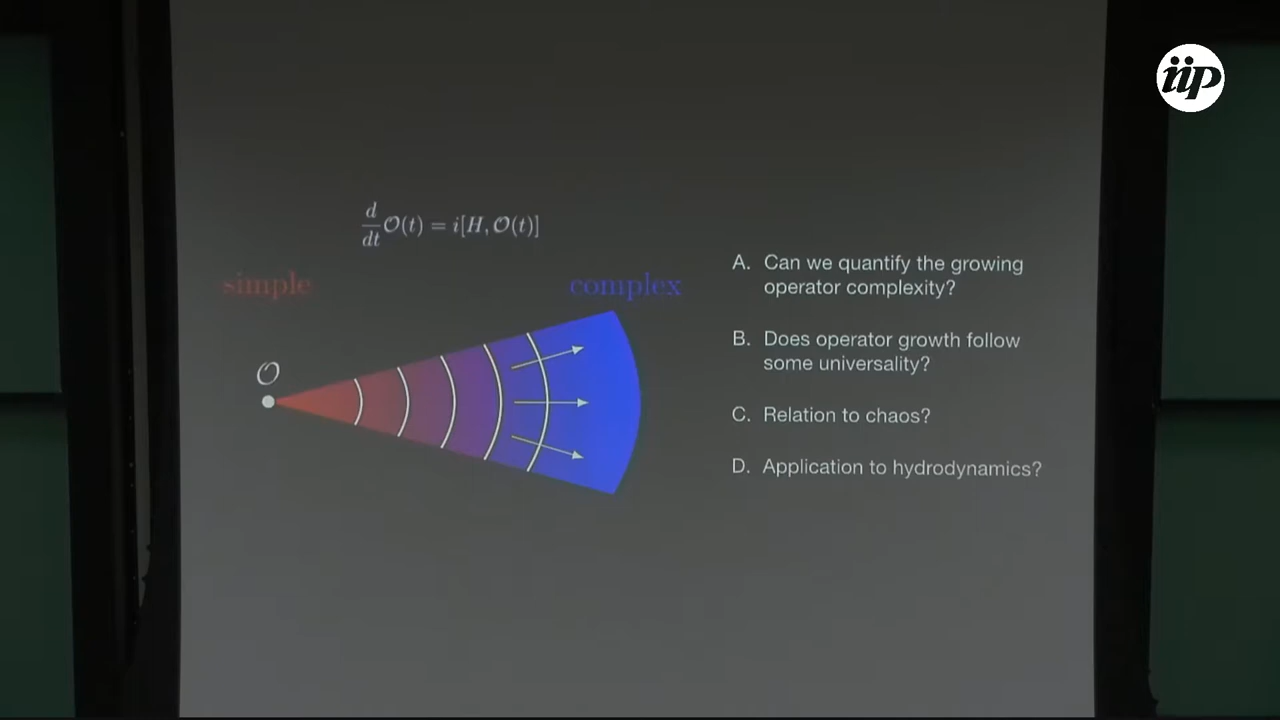 iip
d/dt 𝒪(t) = i[H, 𝒪(t)]
simple
complex
𝒪
A. Can we quantify the growing
operator complexity?
B. Does operator growth follow
some universality?
C. Relation to chaos?
D. Application to hydrodynamics?